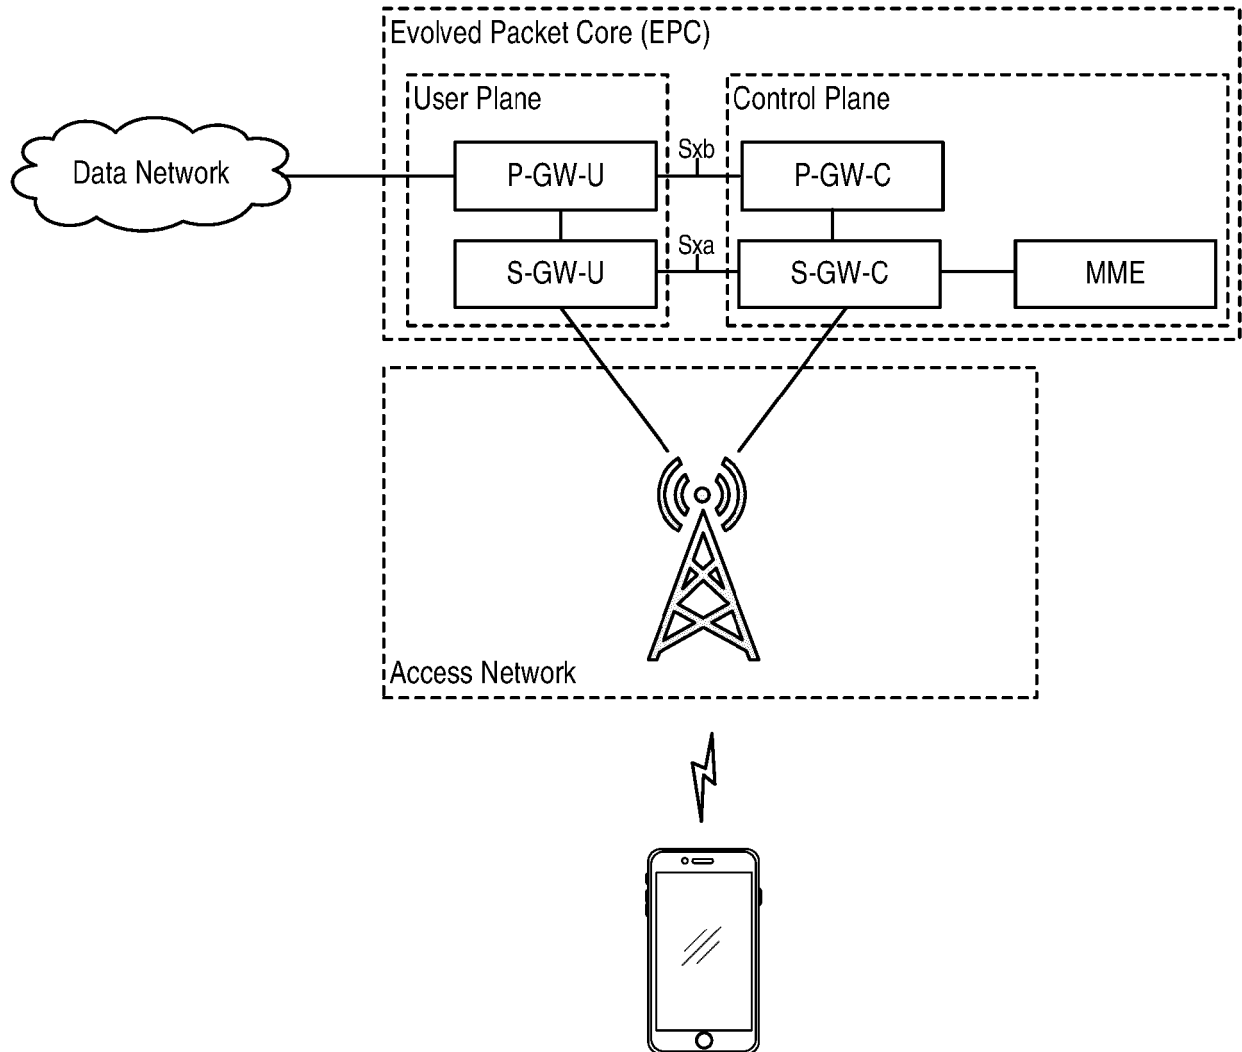 Evolved Packet Core (EPC)
User Plane
Control Plane
Data Network
P-GW-U
Sxb
P-GW-C
S-GW-U
Sxa
S-GW-C
MME
Access Network